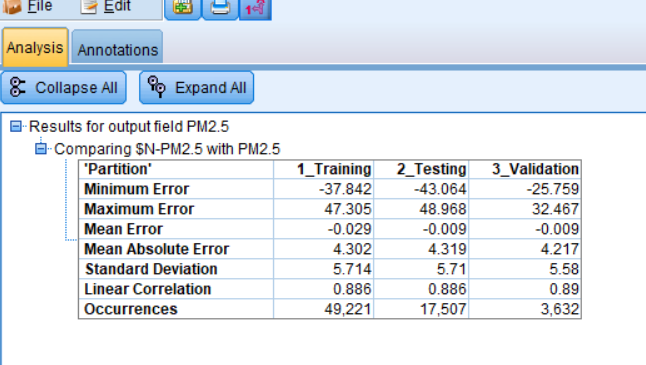 File Edit
Analysis Annotations
Collapse All Expand All
Results for output field PM2.5
Comparing $N-PM2.5 with PM2.5
'Partition' 1_Training 2_Testing 3_Validation
Minimum Error -37.842 -43.064 -25.759
Maximum Error 47.305 48.968 32.467
Mean Error -0.029 -0.009 -0.009
Mean Absolute Error 4.302 4.319 4.217
Standard Deviation 5.714 5.71 5.58
Linear Correlation 0.886 0.886 0.89
Occurrences 49,221 17,507 3,632